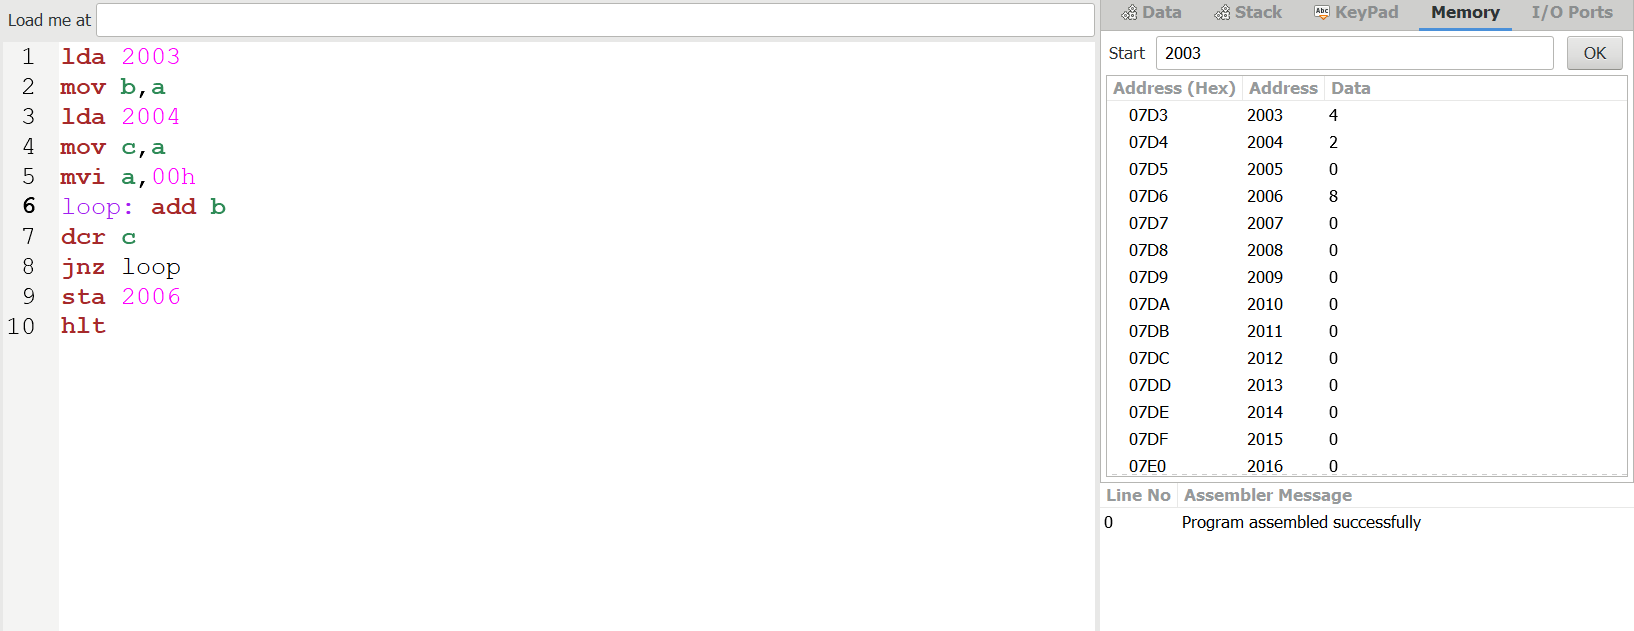 Load me at
1 lda 2003
2 mov b,a
3 lda 2004
4 mov c,a
5 mvi a,00h
6 loop: add b
7 dcr c
8 jnz loop
9 sta 2006
10 hlt
Data Stack Abc KeyPad Memory I/O Ports
Start 2003 OK
Address (Hex) Address Data
07D3 2003 4
07D4 2004 2
07D5 2005 0
07D6 2006 8
07D7 2007 0
07D8 2008 0
07D9 2009 0
07DA 2010 0
07DB 2011 0
07DC 2012 0
07DD 2013 0
07DE 2014 0
07DF 2015 0
07E0 2016 0
Line No Assembler Message
0 Program assembled successfully